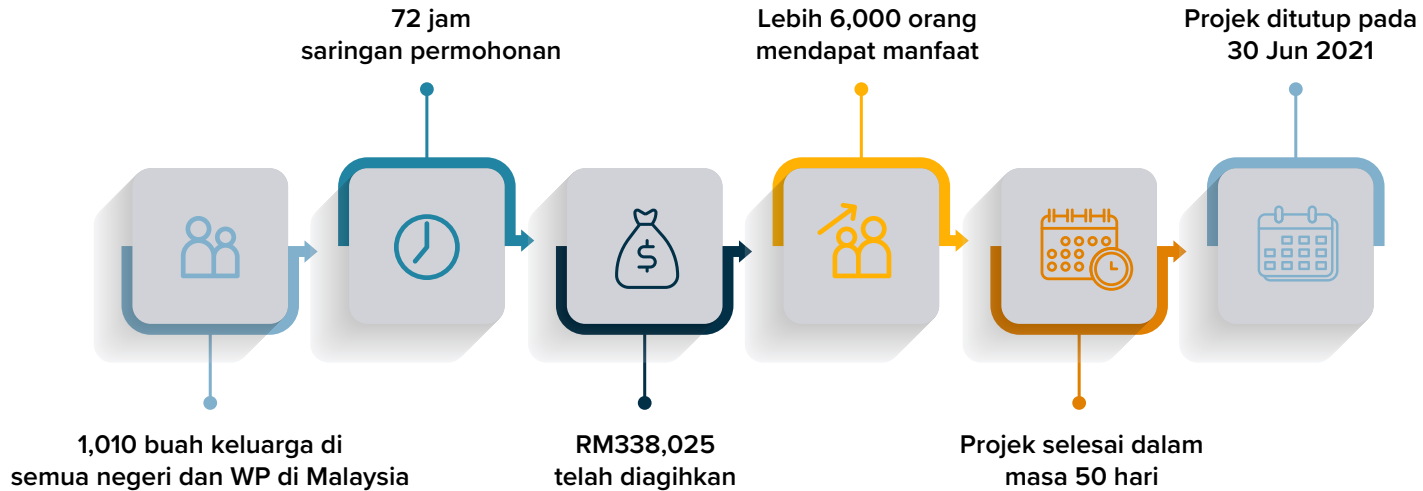 72 jam
saringan permohonan
Lebih 6,000 orang
mendapat manfaat
Projek ditutup pada
30 Jun 2021
$
1,010 buah keluarga di
semua negeri dan WP di Malaysia
RM338,025
telah diagihkan
Projek selesai dalam
masa 50 hari